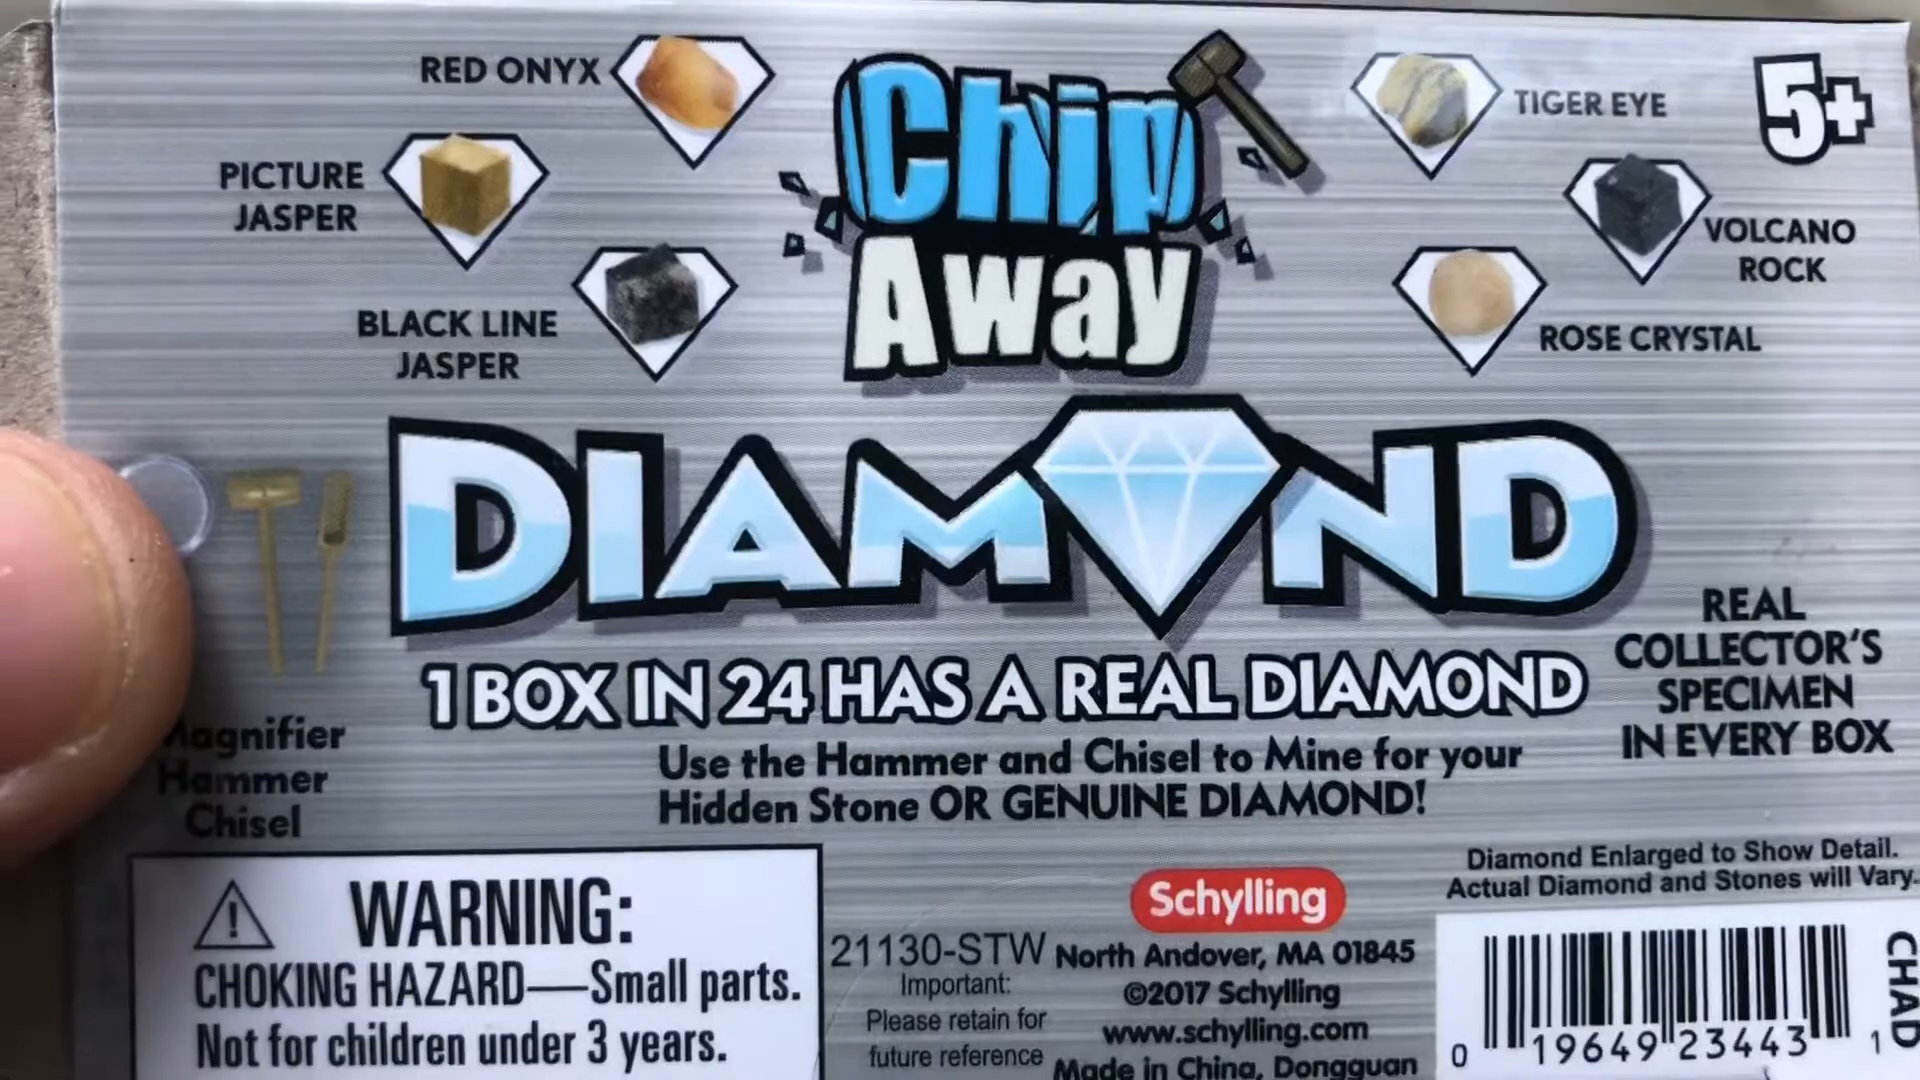 RED ONYX
PICTURE
JASPER
BLACK LINE
JASPER
Chip
Away
TIGER EYE
5+
VOLCANO
ROCK
ROSE CRYSTAL
DIAMOND
1 BOX IN 24 HAS A REAL DIAMOND
Use the Hammer and Chisel to Mine for your
Hidden Stone OR GENUINE DIAMOND!
REAL
COLLECTOR'S
SPECIMEN
IN EVERY BOX
Magnifier
Hammer
Chisel
WARNING:
CHOKING HAZARD—Small parts.
Not for children under 3 years.
21130-STW
Important:
Please retain for
future reference
Schylling
North Andover, MA 01845
©2017 Schylling
www.schylling.com
Made in China, Dongguan
Diamond Enlarged to Show Detail.
Actual Diamond and Stones will Vary.
0 19649 23443 1
CHAD